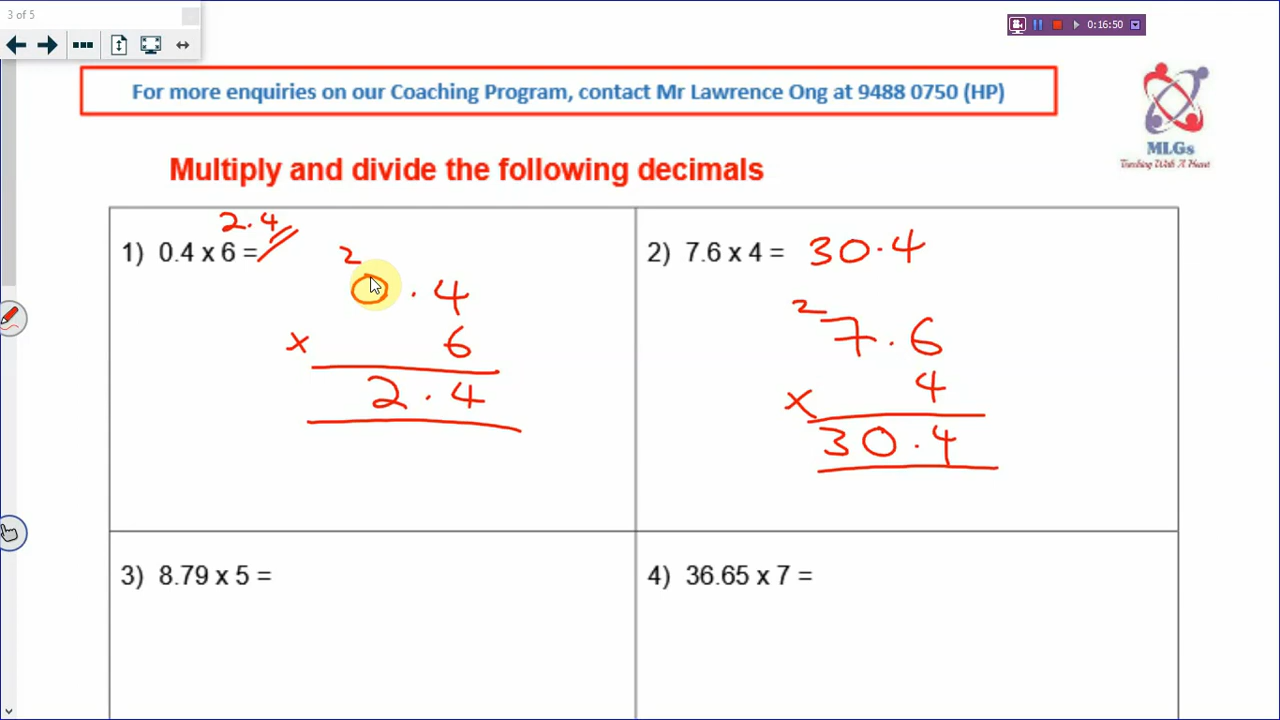 3 of 5
0:16:50
For more enquiries on our Coaching Program, contact Mr Lawrence Ong at 9488 0750 (HP)
MLGs
Teaching With A Heart
Multiply and divide the following decimals
2.4
1) 0.4 x 6 =
2
0.4
x 6
2.4
2) 7.6 x 4 = 30.4
2
7.6
x 4
30.4
3) 8.79 x 5 =
4) 36.65 x 7 =